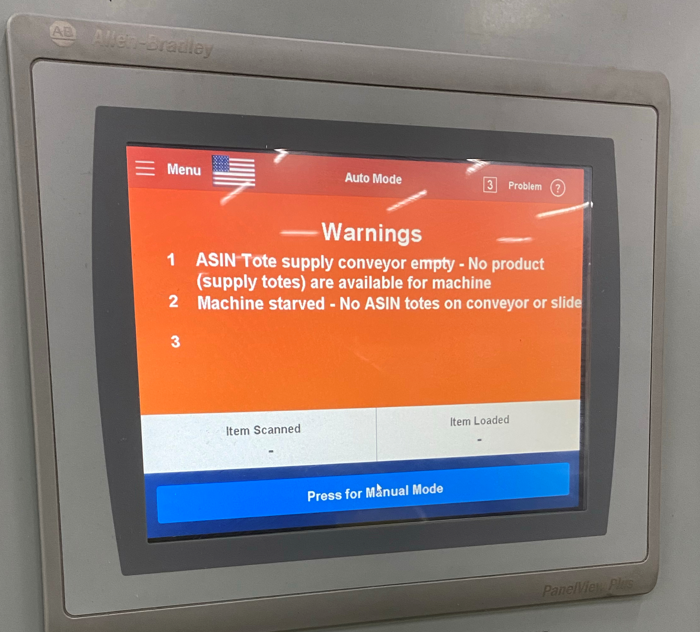 AB Allen-Bradley
Menu
Auto Mode
3 Problem ?
Warnings
1 ASIN Tote supply conveyor empty - No product
(supply totes) are available for machine
2 Machine starved - No ASIN totes on conveyor or slide
3
Item Scanned
-
Item Loaded
-
Press for Manual Mode
PanelView Plus